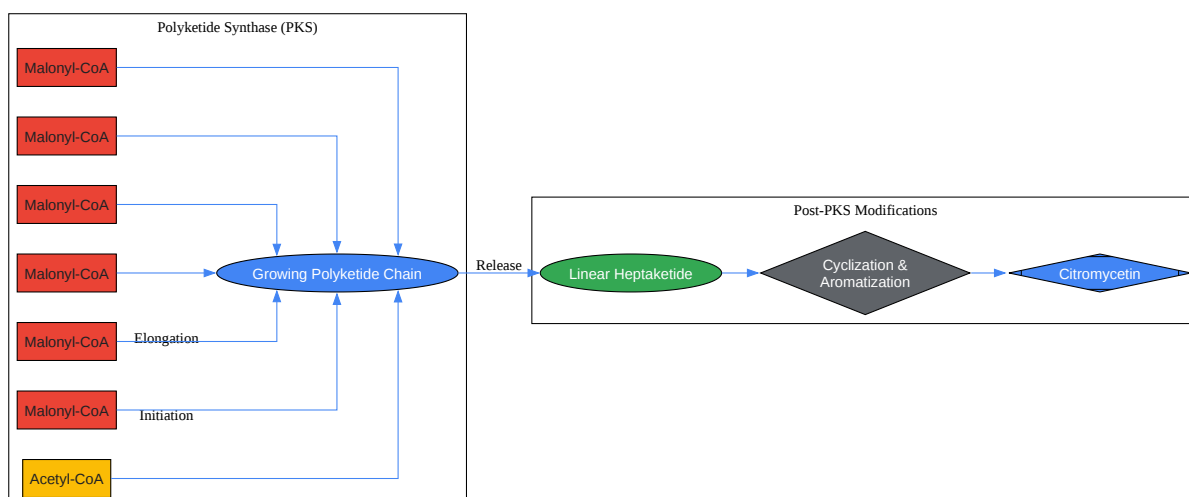 Polyketide Synthase (PKS)
Malonyl-CoA
Malonyl-CoA
Malonyl-CoA
Malonyl-CoA
Malonyl-CoA
Malonyl-CoA
Acetyl-CoA
Elongation
Initiation
Growing Polyketide Chain
Release
Post-PKS Modifications
Linear Heptaketide
Cyclization &
Aromatization
Citromycetin